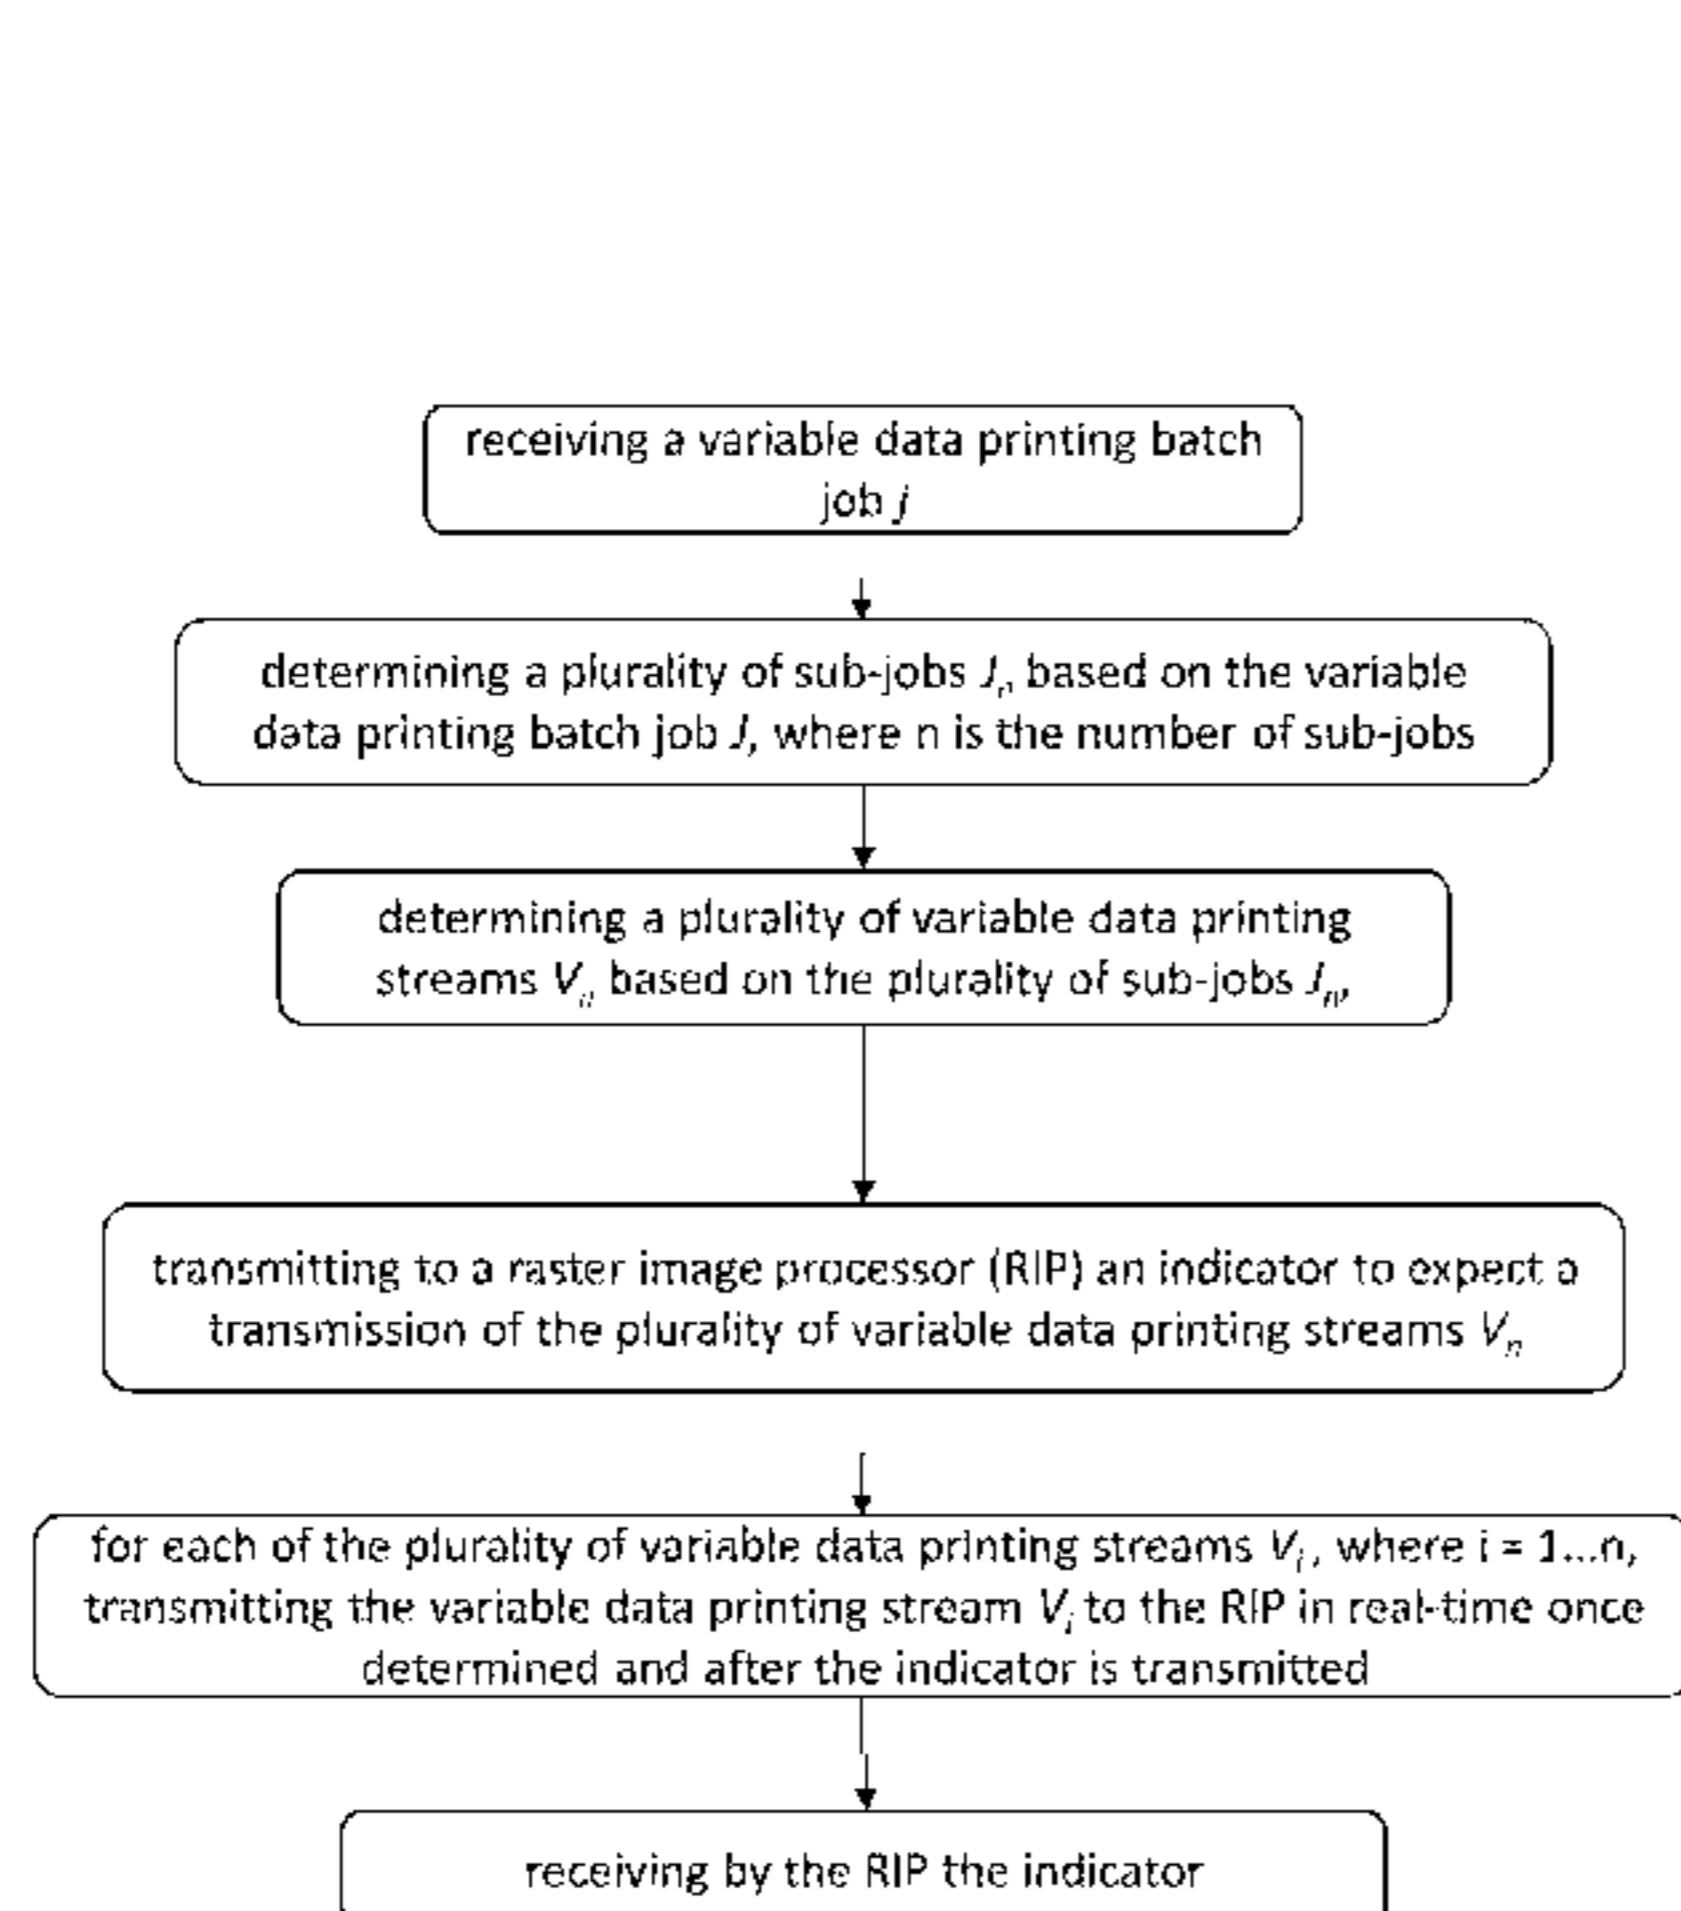 receiving a variable data printing batch
job J
determining a plurality of sub-jobs Jn based on the variable
data printing batch job J, where n is the number of sub-jobs
determining a plurality of variable data printing
streams Vn based on the plurality of sub-jobs Jn,
transmitting to a raster image processor (RIP) an indicator to expect a
transmission of the plurality of variable data printing streams Vn
for each of the plurality of variable data printing streams Vi, where i = 1...n,
transmitting the variable data printing stream Vi to the RIP in real-time once
determined and after the indicator is transmitted
receiving by the RIP the indicator